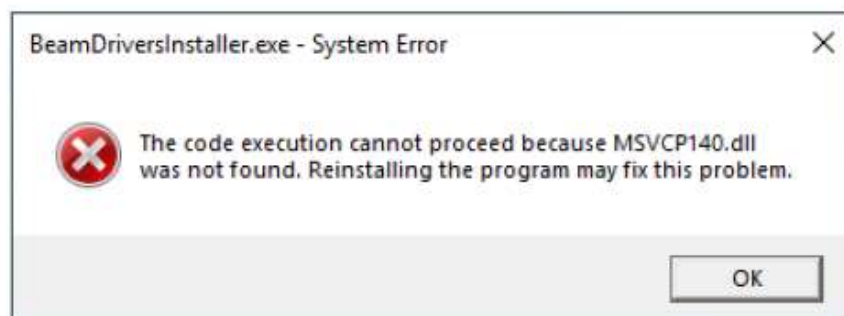 BeamDriversInstaller.exe - System Error
The code execution cannot proceed because MSVCP140.dll
was not found. Reinstalling the program may fix this problem.
OK